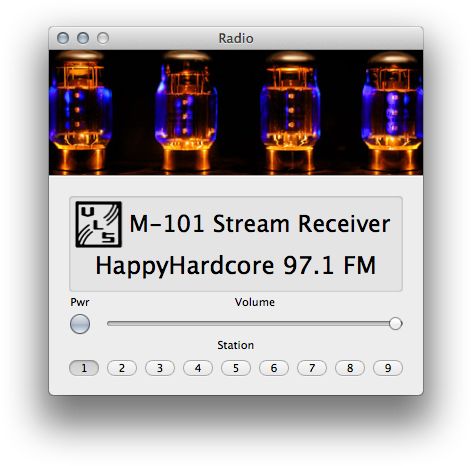 Radio
ULS
M-101 Stream Receiver
HappyHardcore 97.1 FM
Pwr
Volume
Station
1 2 3 4 5 6 7 8 9